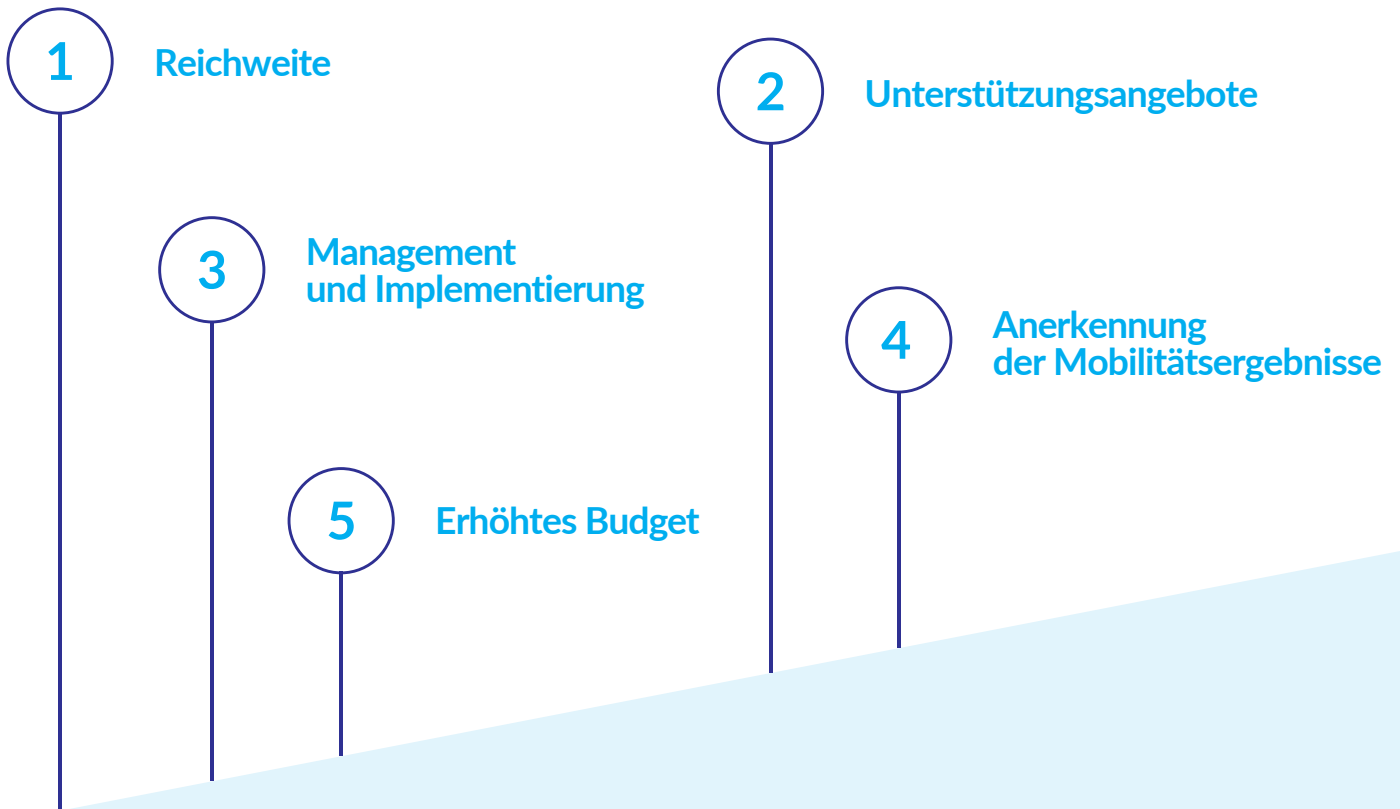 1
Reichweite
2
Unterstützungsangebote
3
Management
und Implementierung
4
Anerkennung
der Mobilitätsergebnisse
5
Erhöhtes Budget